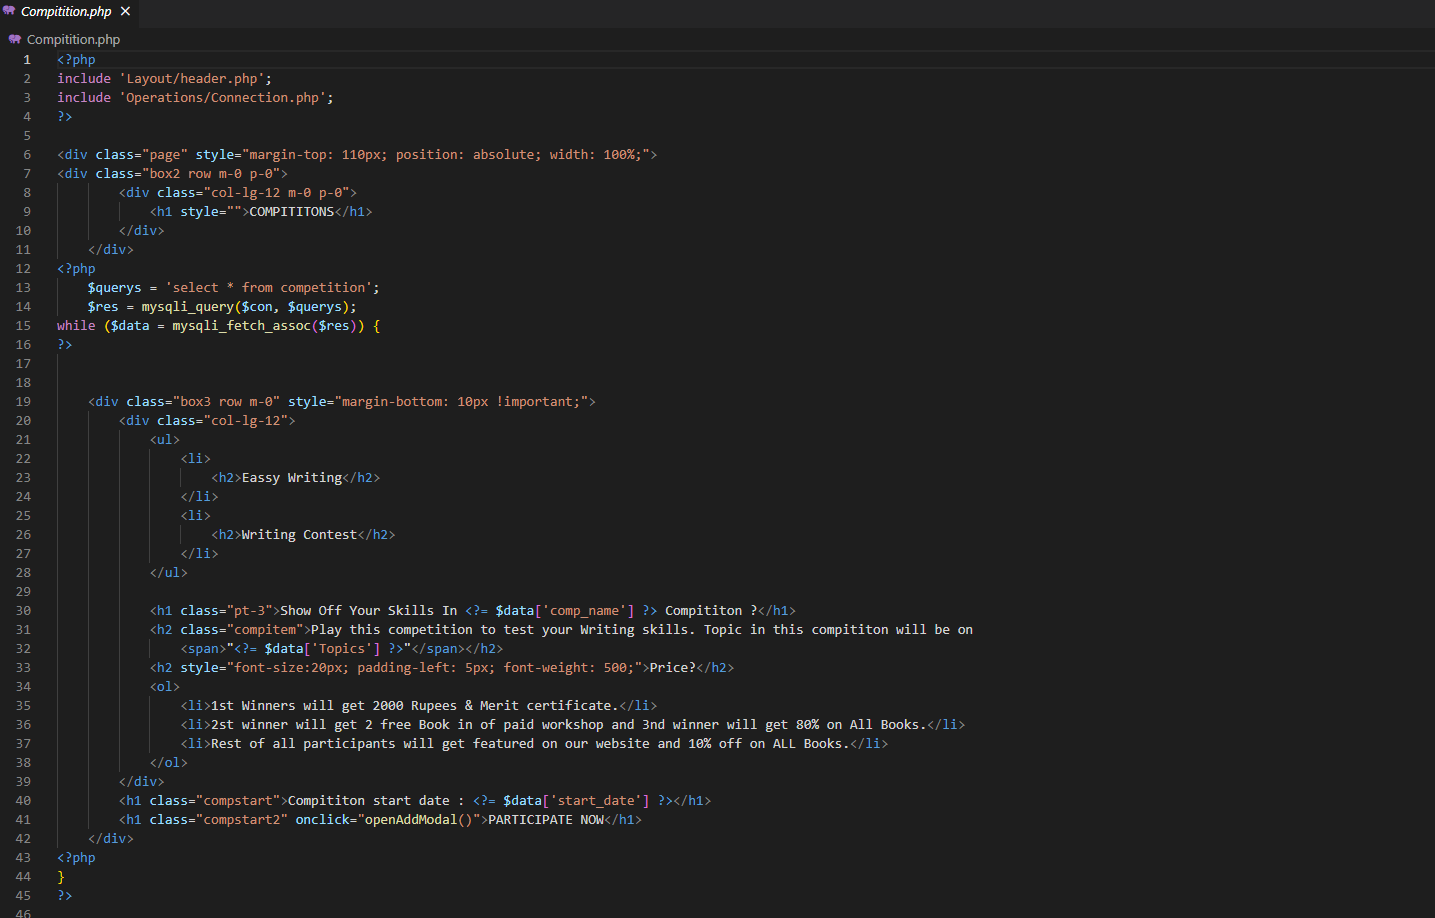 Compitition.php ✕
Compitition.php
1 <?php
2 include 'Layout/header.php';
3 include 'Operations/Connection.php';
4 ?>
5
6 <div class="page" style="margin-top: 110px; position: absolute; width: 100%;">
7 <div class="box2 row m-0 p-0">
8         <div class="col-lg-12 m-0 p-0">
9             <h1 style="">COMPITITONS</h1>
10         </div>
11     </div>
12 <?php
13     $querys = 'select * from competition';
14     $res = mysqli_query($con, $querys);
15 while ($data = mysqli_fetch_assoc($res)) {
16 ?>
17
18
19     <div class="box3 row m-0" style="margin-bottom: 10px !important;">
20         <div class="col-lg-12">
21             <ul>
22                 <li>
23                     <h2>Eassy Writing</h2>
24                 </li>
25                 <li>
26                     <h2>Writing Contest</h2>
27                 </li>
28             </ul>
29
30             <h1 class="pt-3">Show Off Your Skills In <?= $data['comp_name'] ?> Compititon ?</h1>
31             <h2 class="compitem">Play this competition to test your Writing skills. Topic in this compititon will be on
32                 <span>"<?= $data['Topics'] ?>"</span></h2>
33             <h2 style="font-size:20px; padding-left: 5px; font-weight: 500;">Price?</h2>
34             <ol>
35                 <li>1st Winners will get 2000 Rupees & Merit certificate.</li>
36                 <li>2st winner will get 2 free Book in of paid workshop and 3nd winner will get 80% on All Books.</li>
37                 <li>Rest of all participants will get featured on our website and 10% off on ALL Books.</li>
38             </ol>
39         </div>
40         <h1 class="compstart">Compititon start date : <?= $data['start_date'] ?></h1>
41         <h1 class="compstart2" onclick="openAddModal()">PARTICIPATE NOW</h1>
42     </div>
43 <?php
44 }
45 ?>
46